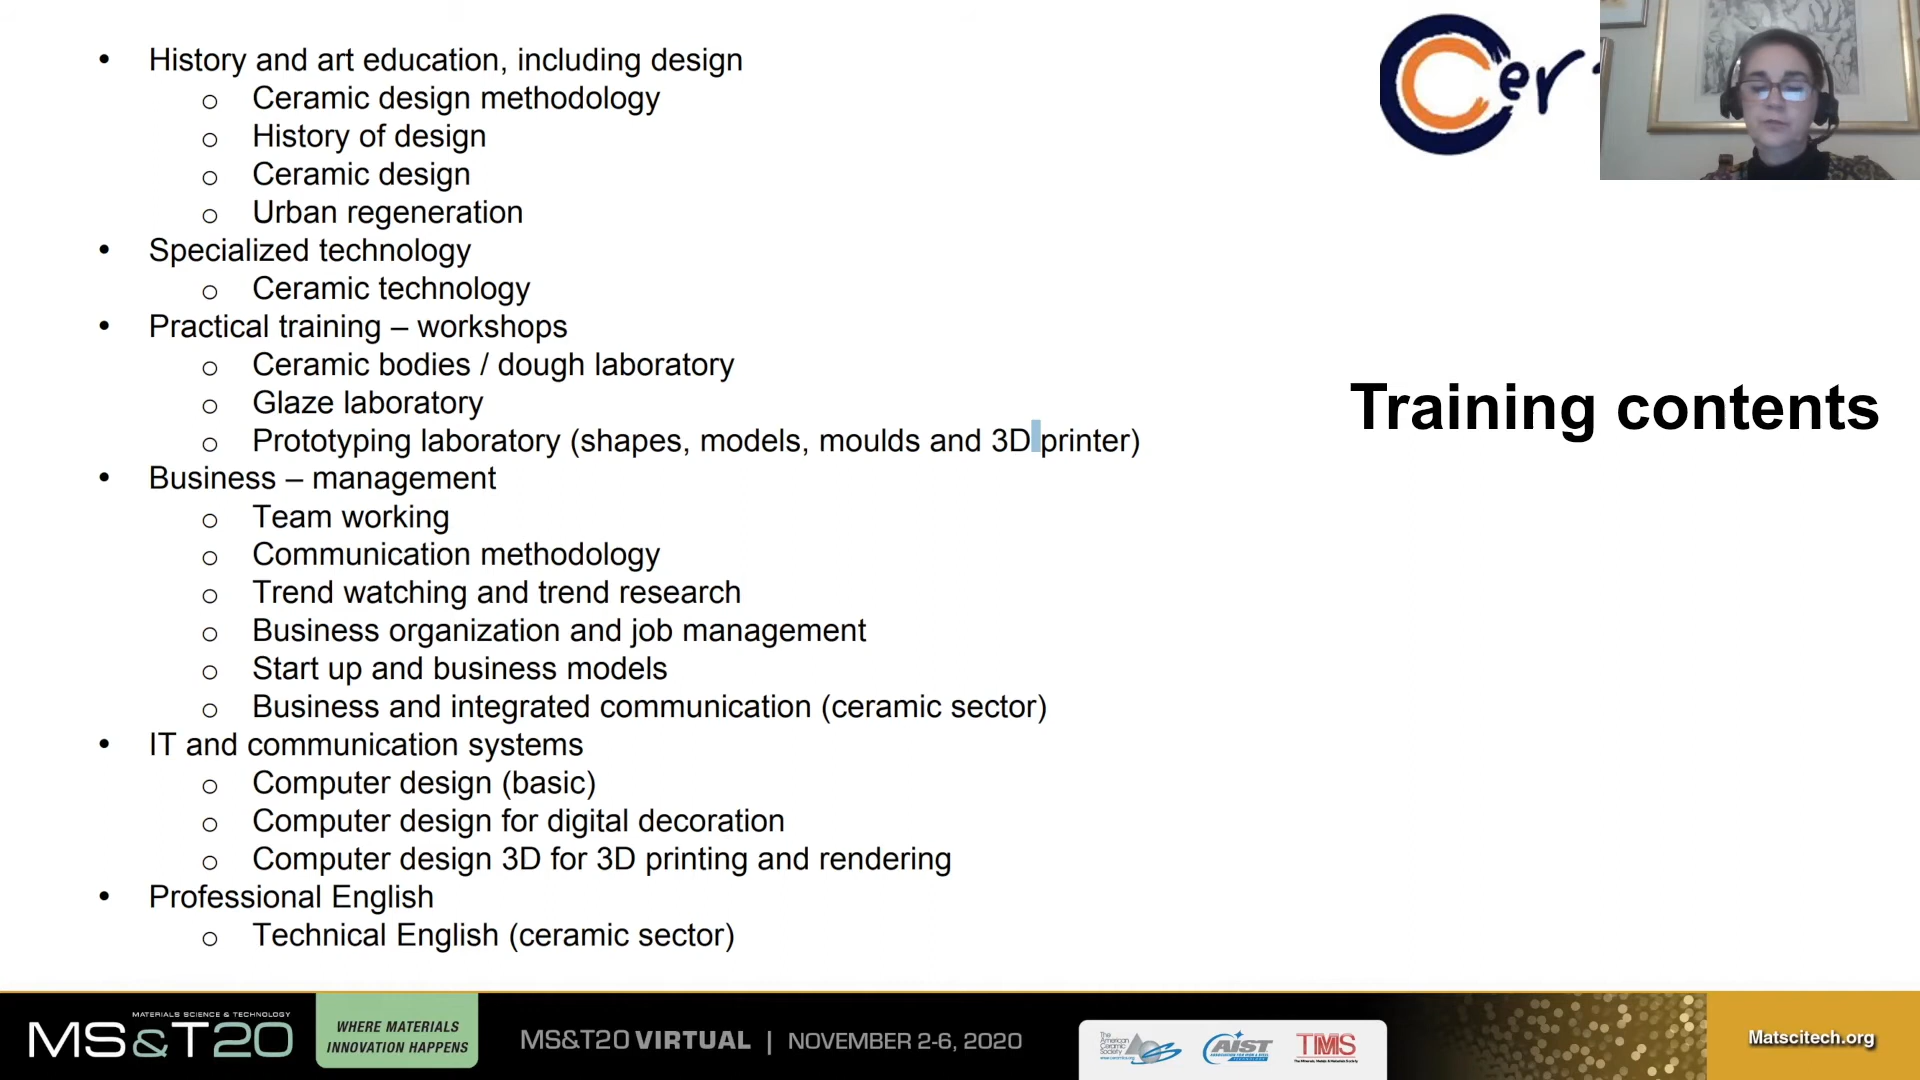 History and art education, including design
Ceramic design methodology
History of design
Ceramic design
Urban regeneration
Specialized technology
Ceramic technology
Practical training – workshops
Ceramic bodies / dough laboratory
Glaze laboratory
Prototyping laboratory (shapes, models, moulds and 3D printer)
Business – management
Team working
Communication methodology
Trend watching and trend research
Business organization and job management
Start up and business models
Business and integrated communication (ceramic sector)
IT and communication systems
Computer design (basic)
Computer design for digital decoration
Computer design 3D for 3D printing and rendering
Professional English
Technical English (ceramic sector)
Cer
Training contents
MATERIALS SCIENCE & TECHNOLOGY
MS&T20
WHERE MATERIALS
INNOVATION HAPPENS
MS&T20 VIRTUAL | NOVEMBER 2-6, 2020
The
American
Ceramic
Society
AIST
TMS
Matscitech.org